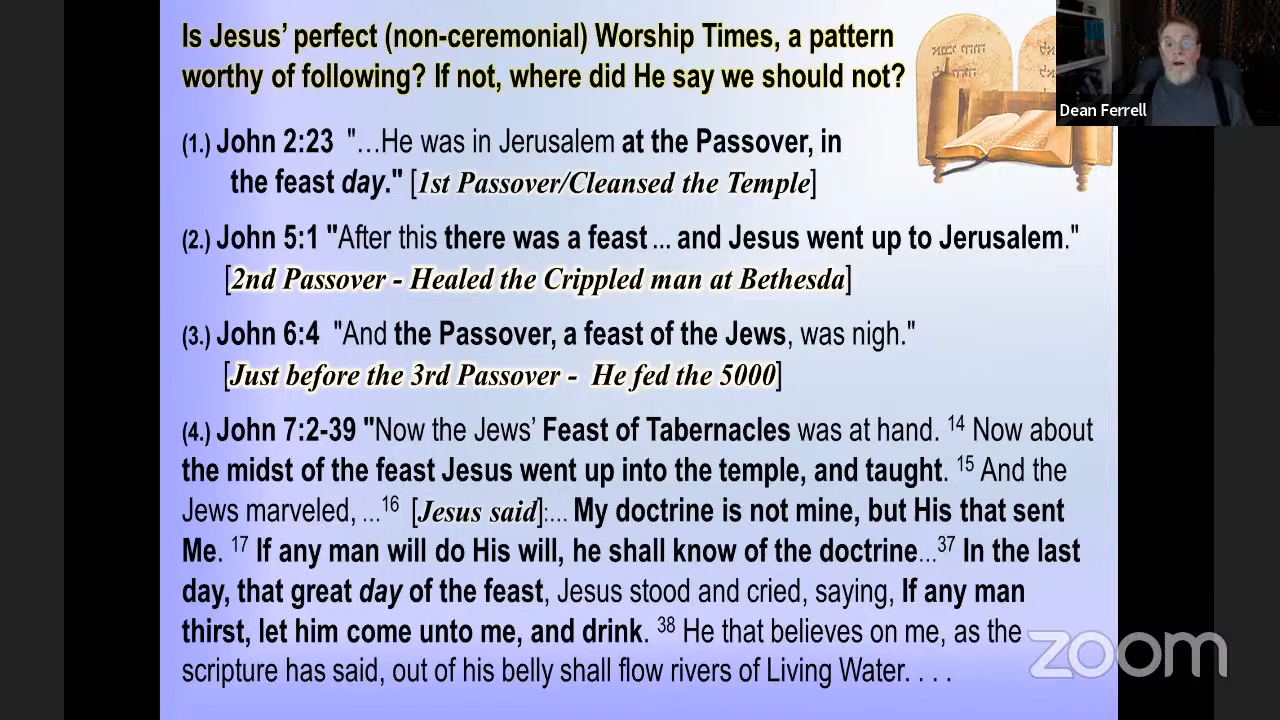 Is Jesus’ perfect (non-ceremonial) Worship Times, a pattern
worthy of following? If not, where did He say we should not?
Dean Ferrell
(1.) John 2:23 "…He was in Jerusalem at the Passover, in
the feast day." [1st Passover/Cleansed the Temple]
(2.) John 5:1 "After this there was a feast ... and Jesus went up to Jerusalem."
[2nd Passover - Healed the Crippled man at Bethesda]
(3.) John 6:4 "And the Passover, a feast of the Jews, was nigh."
[Just before the 3rd Passover - He fed the 5000]
(4.) John 7:2-39 "Now the Jews’ Feast of Tabernacles was at hand. 14 Now about
the midst of the feast Jesus went up into the temple, and taught. 15 And the
Jews marveled, ...16 [Jesus said]:... My doctrine is not mine, but His that sent
Me. 17 If any man will do His will, he shall know of the doctrine...37 In the last
day, that great day of the feast, Jesus stood and cried, saying, If any man
thirst, let him come unto me, and drink. 38 He that believes on me, as the
scripture has said, out of his belly shall flow rivers of Living Water. . . .
zoom